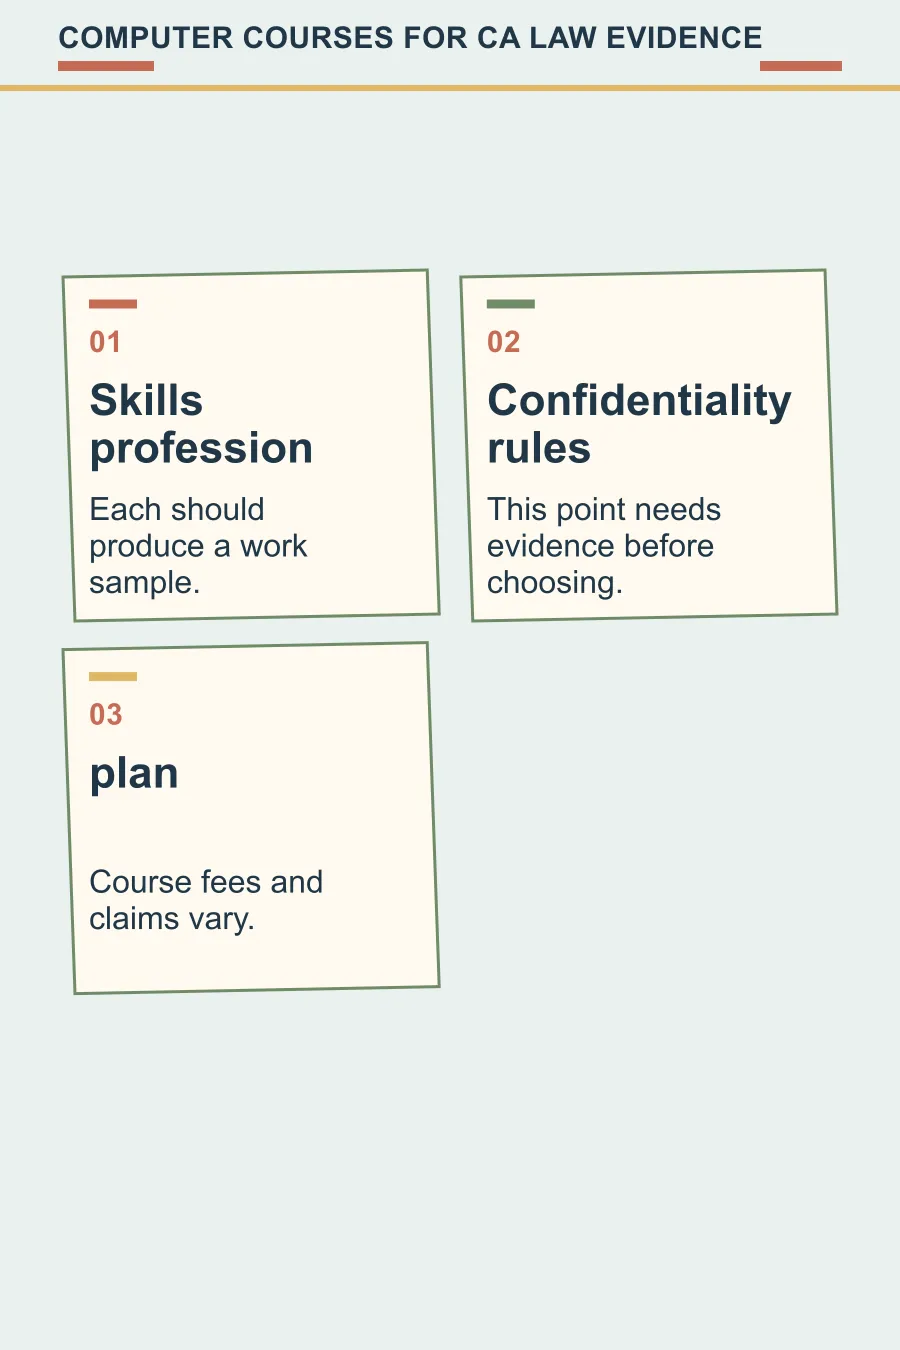 COMPUTER COURSES FOR CA LAW EVIDENCE
01
Skills
profession
Each should
produce a work
sample.
02
Confidentiality
rules
This point needs
evidence before
choosing.
03
plan
Course fees and
claims vary.